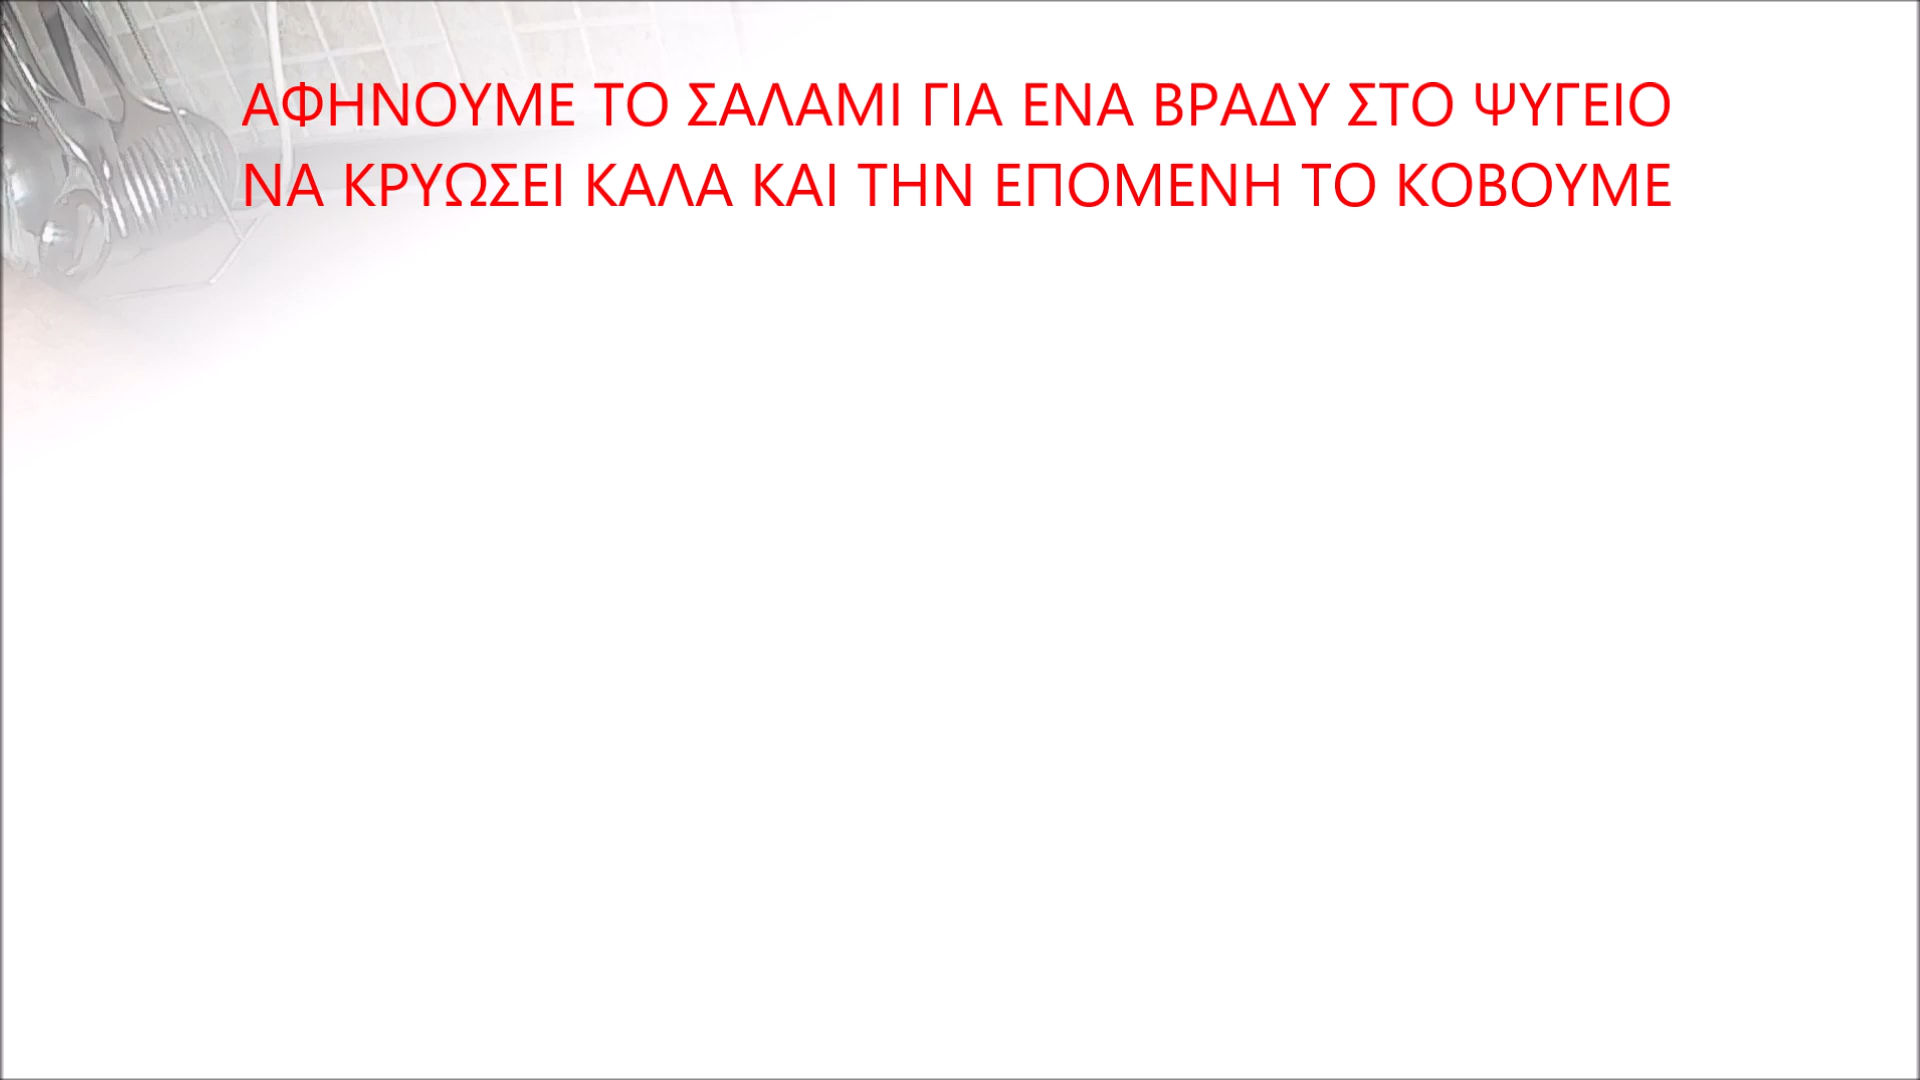 ΑΦΗΝΟΥΜΕ ΤΟ ΣΑΛΑΜΙ ΓΙΑ ΕΝΑ ΒΡΑΔΥ ΣΤΟ ΨΥΓΕΙΟ
ΝΑ ΚΡΥΩΣΕΙ ΚΑΛΑ ΚΑΙ ΤΗΝ ΕΠΟΜΕΝΗ ΤΟ ΚΟΒΟΥΜΕ